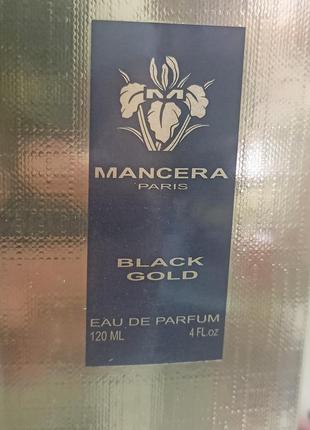 M
MANCERA
PARIS
BLACK
GOLD
EAU DE PARFUM
120 ML 4 FL.oz